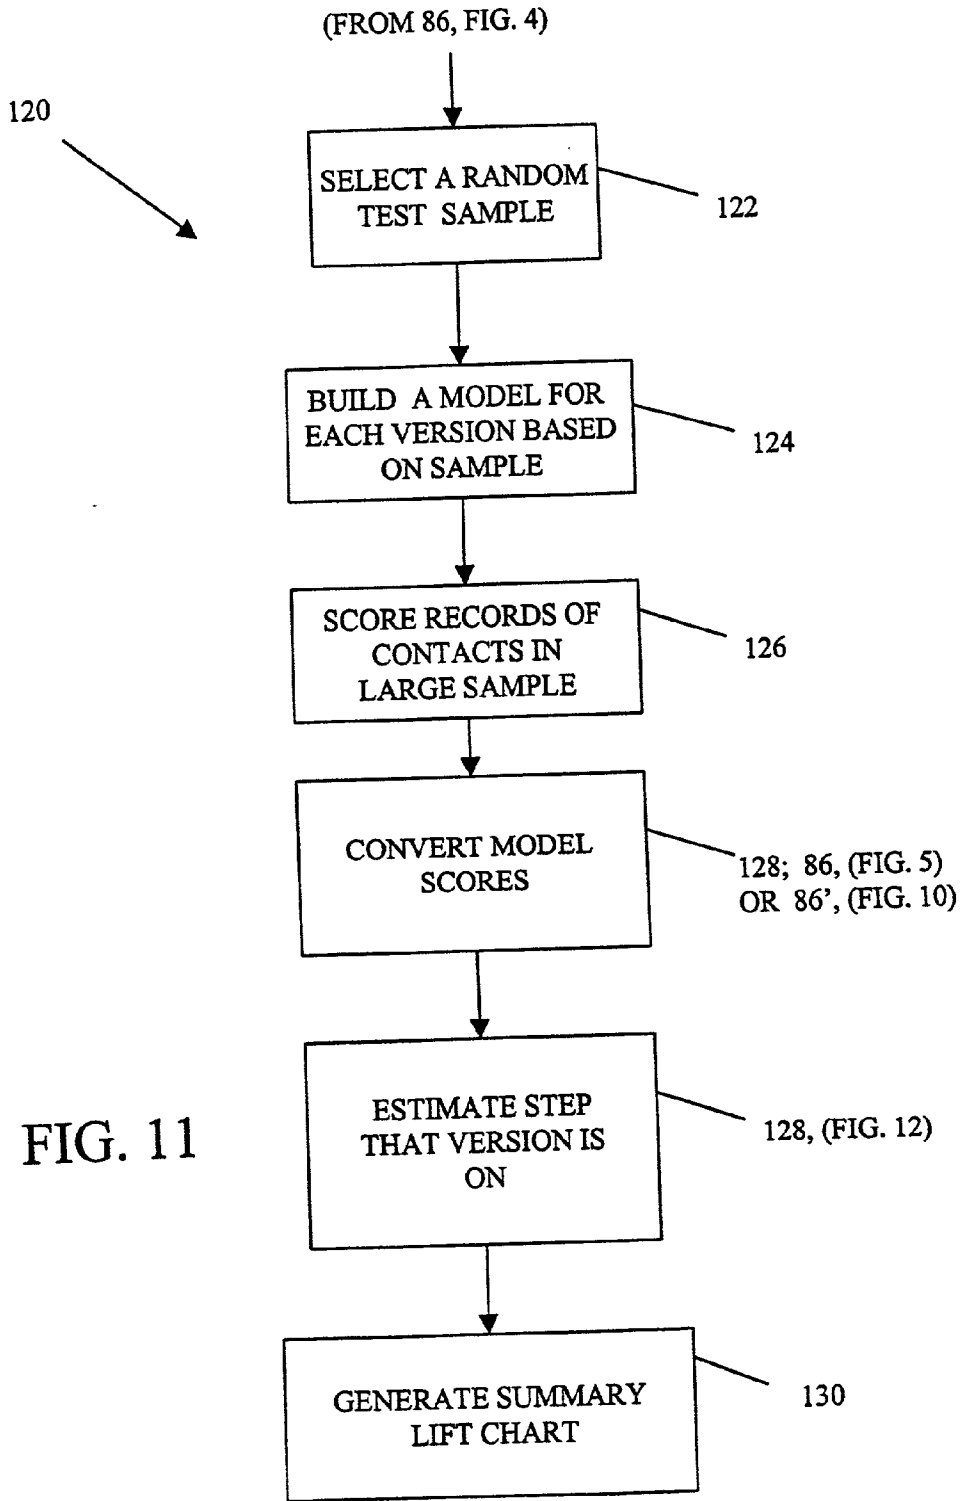 (FROM 86, FIG. 4)
120
SELECT A RANDOM
TEST SAMPLE
122
BUILD A MODEL FOR
EACH VERSION BASED
ON SAMPLE
124
SCORE RECORDS OF
CONTACTS IN
LARGE SAMPLE
126
CONVERT MODEL
SCORES
128; 86, (FIG. 5)
OR 86’, (FIG. 10)
ESTIMATE STEP
THAT VERSION IS
ON
128, (FIG. 12)
FIG. 11
GENERATE SUMMARY
LIFT CHART
130